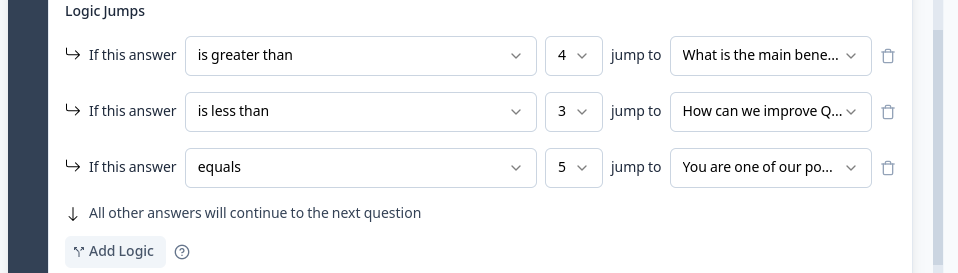 Logic Jumps
If this answer is greater than 4 jump to What is the main bene...
If this answer is less than 3 jump to How can we improve Q...
If this answer equals 5 jump to You are one of our po...
All other answers will continue to the next question
Add Logic ?